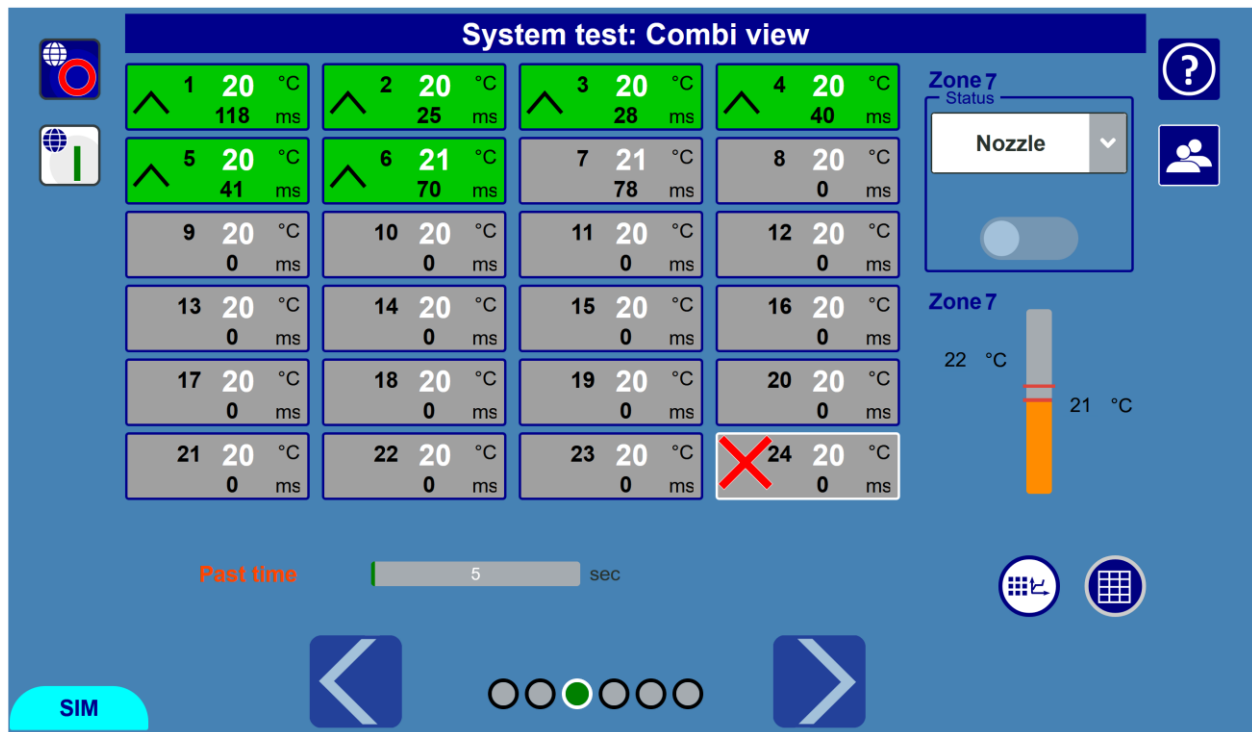 System test: Combi view
1 20 °C
118 ms
2 20 °C
25 ms
3 20 °C
28 ms
4 20 °C
40 ms
Zone 7
Status
Nozzle
?
5 20 °C
41 ms
6 21 °C
70 ms
7 21 °C
78 ms
8 20 °C
0 ms
9 20 °C
0 ms
10 20 °C
0 ms
11 20 °C
0 ms
12 20 °C
0 ms
13 20 °C
0 ms
14 20 °C
0 ms
15 20 °C
0 ms
16 20 °C
0 ms
Zone 7
22 °C
21 °C
17 20 °C
0 ms
18 20 °C
0 ms
19 20 °C
0 ms
20 20 °C
0 ms
21 20 °C
0 ms
22 20 °C
0 ms
23 20 °C
0 ms
24 20 °C
0 ms
Past time 5 sec
SIM